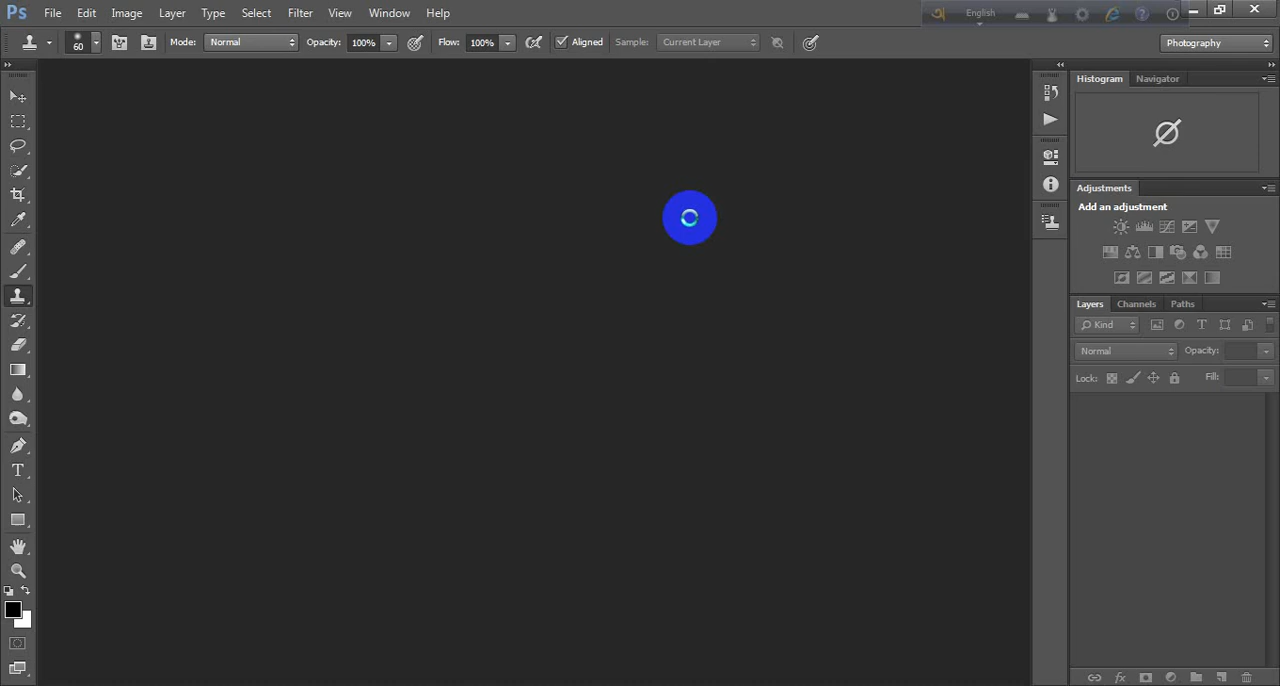 Ps File Edit Image Layer Type Select Filter View Window Help English
60 Mode: Normal Opacity: 100% Flow: 100% Aligned Sample: Current Layer Photography
Histogram Navigator
Adjustments
Add an adjustment
Layers Channels Paths
Kind
Normal Opacity:
Lock: Fill: